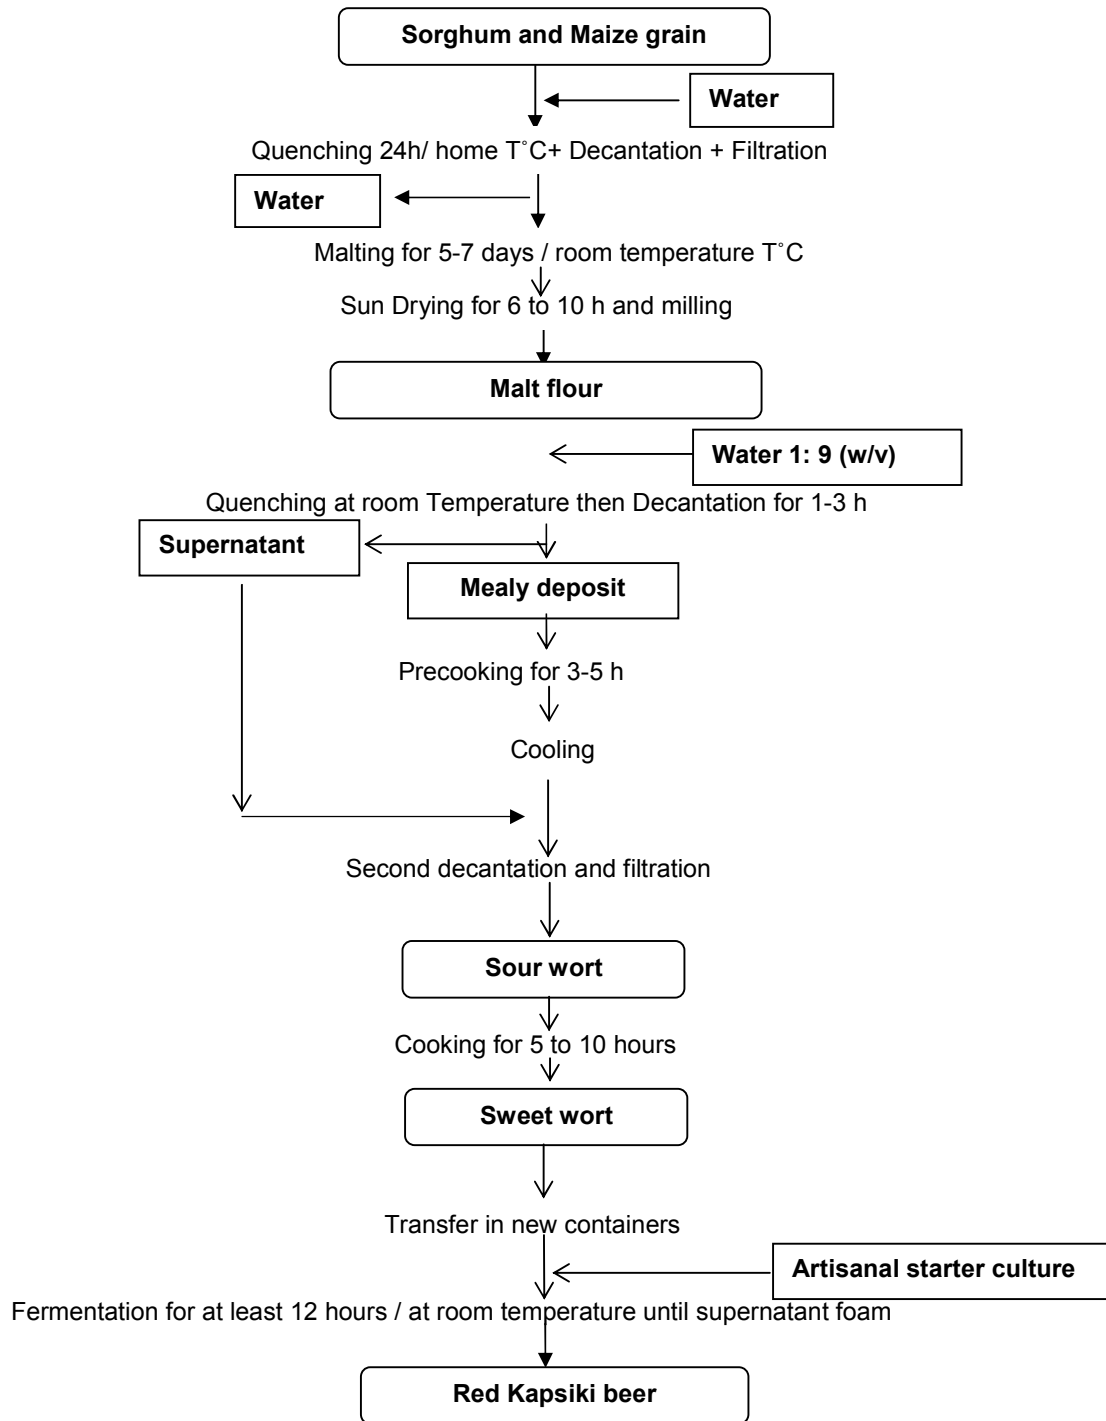 Sorghum and Maize grain
Water
Quenching 24h/ home T˚C+ Decantation + Filtration
Water
Malting for 5-7 days / room temperature T˚C
Sun Drying for 6 to 10 h and milling
Malt flour
Water 1: 9 (w/v)
Quenching at room Temperature then Decantation for 1-3 h
Supernatant
Mealy deposit
Precooking for 3-5 h
Cooling
Second decantation and filtration
Sour wort
Cooking for 5 to 10 hours
Sweet wort
Transfer in new containers
Artisanal starter culture
Fermentation for at least 12 hours / at room temperature until supernatant foam
Red Kapsiki beer